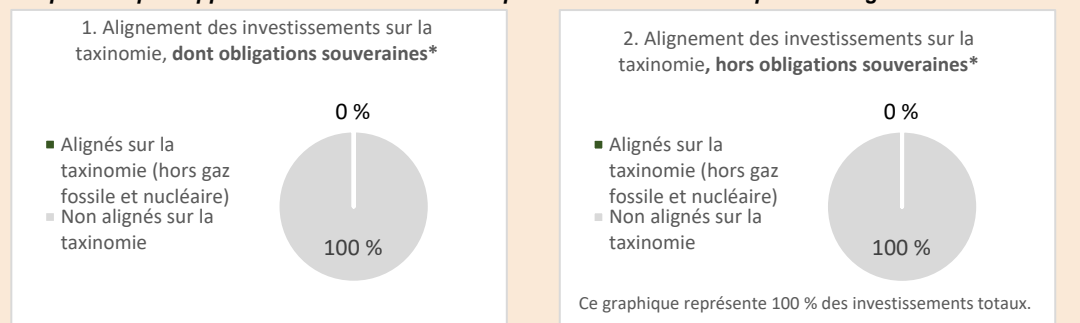 1. Alignement des investissements sur la
taxinomie, dont obligations souveraines*
0 %
Alignés sur la
taxinomie (hors gaz
fossile et nucléaire)
Non alignés sur la
taxinomie
100 %
2. Alignement des investissements sur la
taxinomie, hors obligations souveraines*
0 %
Alignés sur la
taxinomie (hors gaz
fossile et nucléaire)
Non alignés sur la
taxinomie
100 %
Ce graphique représente 100 % des investissements totaux.